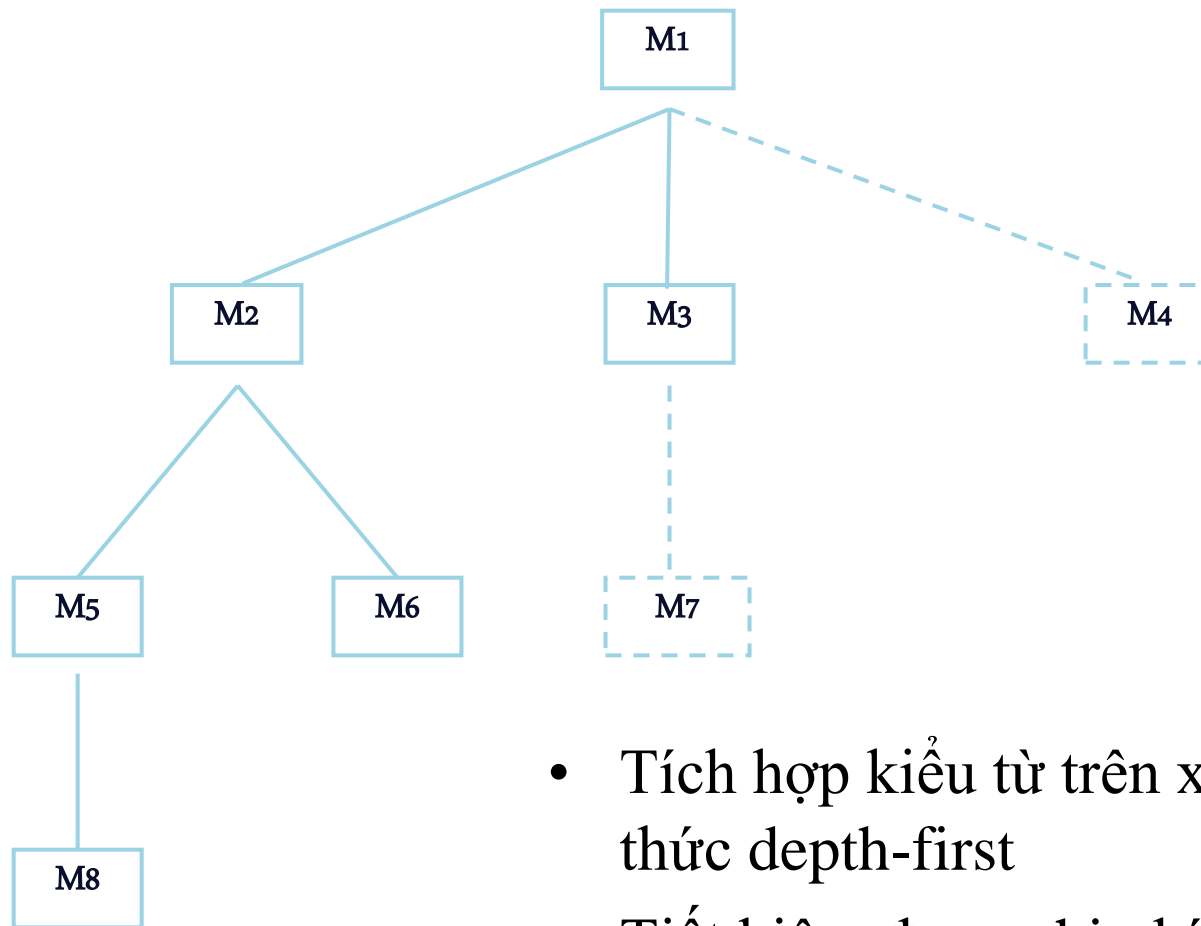 M1
M2
M3
M4
M5
M6
M7
M8
• Tích hợp kiểu từ trên
thức depth-first